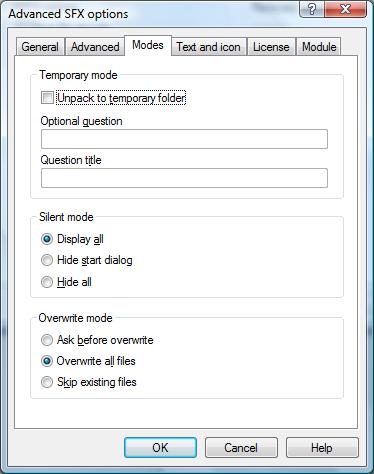 Advanced SFX options
General Advanced Modes Text and icon License Module
Temporary mode
Unpack to temporary folder
Optional question
Question title
Silent mode
Display all
Hide start dialog
Hide all
Overwrite mode
Ask before overwrite
Overwrite all files
Skip existing files
OK Cancel Help